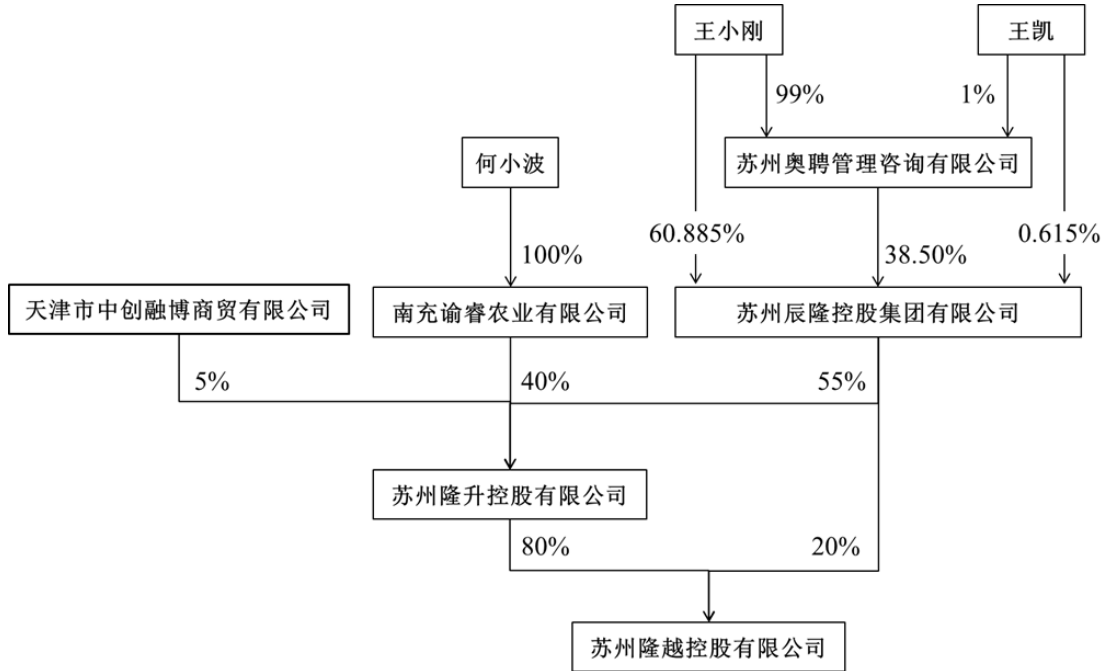 王小刚
王凯
99%
1%
何小波
苏州奥聘管理咨询有限公司
60.885%
0.615%
100%
38.50%
天津市中创融博商贸有限公司
南充谕睿农业有限公司
苏州辰隆控股集团有限公司
5%
40%
55%
苏州隆升控股有限公司
80%
20%
苏州隆越控股有限公司